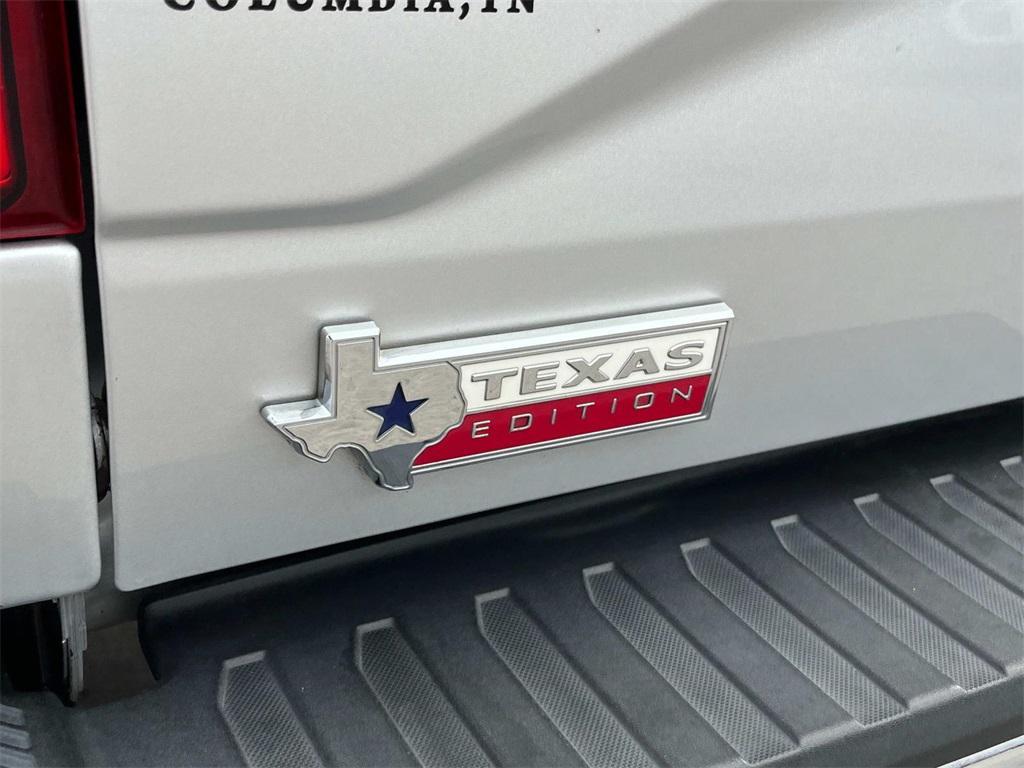 COLUMBIA, TN
TEXAS
EDITION